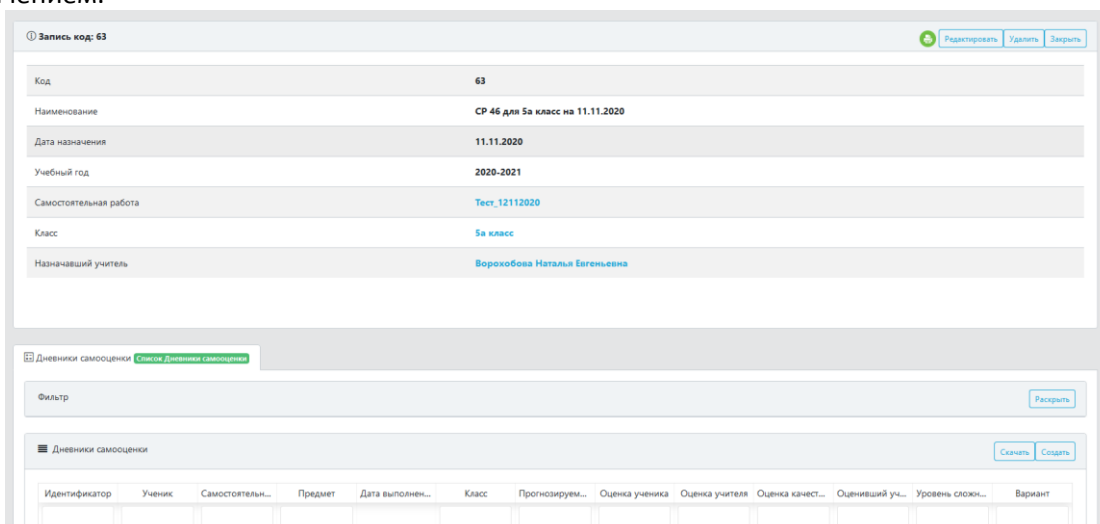 чением.
Запись код: 63
Редактировать Удалить Закрыть
Код 63
Наименование СР 46 для 5а класс на 11.11.2020
Дата назначения 11.11.2020
Учебный год 2020-2021
Самостоятельная работа Тест_12112020
Класс 5а класс
Назначавший учитель Ворохобова Наталья Евгеньевна
Дневники самооценки Список Дневники самооценки
Фильтр Раскрыть
Дневники самооценки Скачать Создать
Идентификатор Ученик Самостоятельн... Предмет Дата выполнен... Класс Прогнозируем... Оценка ученика Оценка учителя Оценка качест... Оценивший уч... Уровень сложн... Вариант